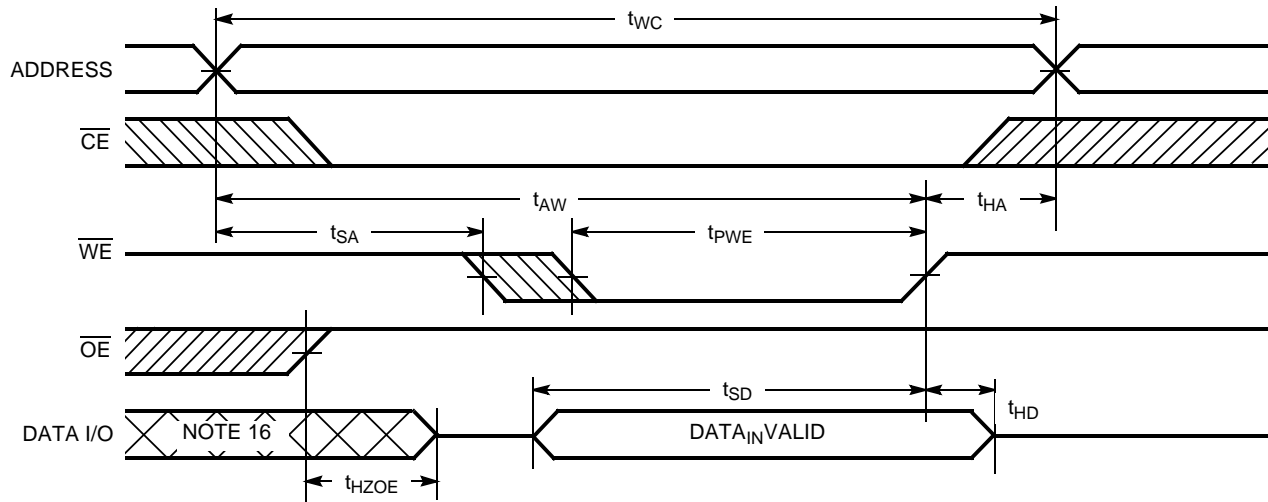 tWC
ADDRESS
CE
tAW
tHA
tSA
tPWE
WE
OE
tSD
tHD
DATA I/O
NOTE 16
DATAINVALID
tHZOE